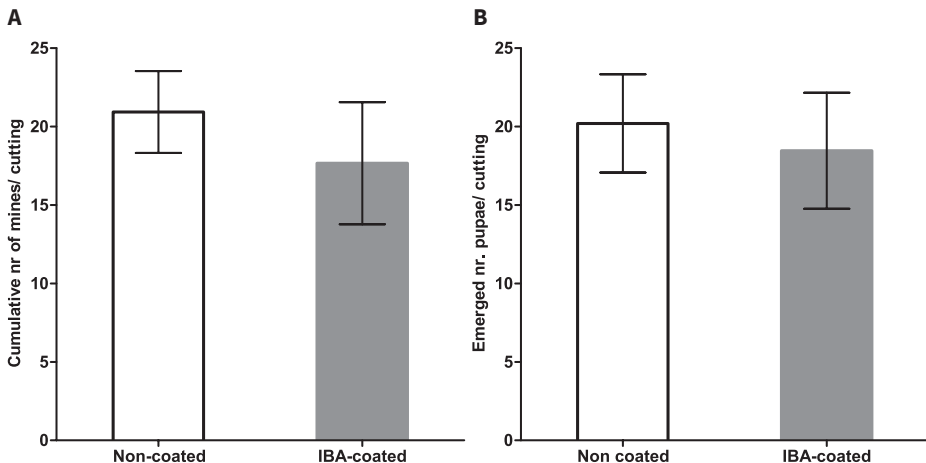 A
Cumulative nr of mines/ cutting
25
20
15
10
5
0
Non-coated
IBA-coated
B
Emerged nr. pupae/ cutting
25
20
15
10
5
0
Non coated
IBA-coated